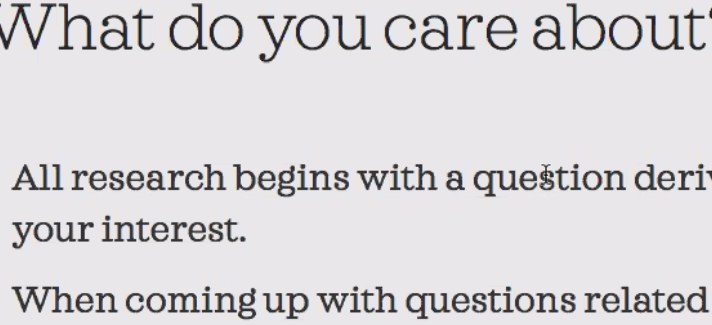 What do you care about?
All research begins with a question deriv
your interest.
When coming up with questions related